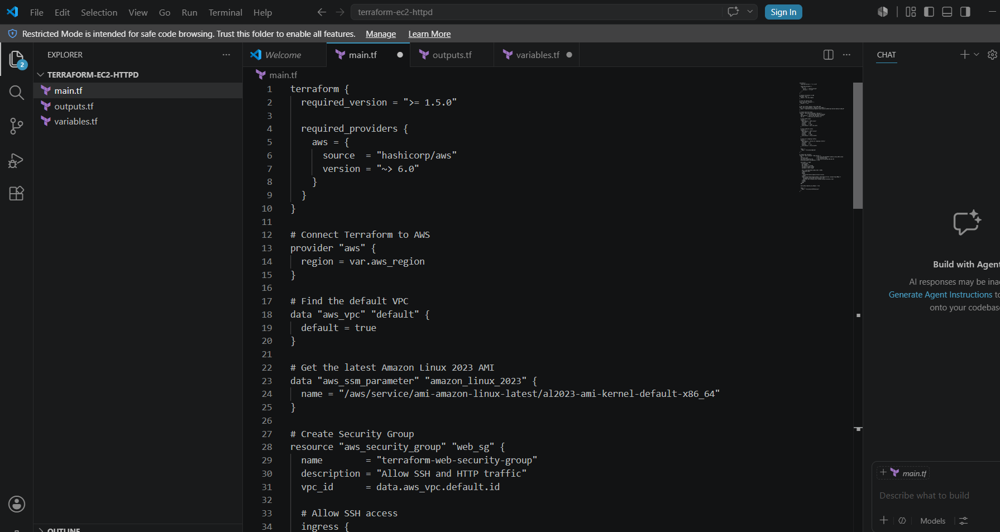 File Edit Selection View Go Run Terminal Help
terraform-ec2-httpd
Sign In
Restricted Mode is intended for safe code browsing. Trust this folder to enable all features. Manage Learn More
2
EXPLORER
TERRAFORM-EC2-HTTPD
main.tf
outputs.tf
variables.tf
OUTLINE
Welcome
main.tf
outputs.tf
variables.tf
main.tf
1 terraform {
2 required_version = ">= 1.5.0"
3
4 required_providers {
5 aws = {
6 source = "hashicorp/aws"
7 version = "~> 6.0"
8 }
9 }
10 }
11
12 # Connect Terraform to AWS
13 provider "aws" {
14 region = var.aws_region
15 }
16
17 # Find the default VPC
18 data "aws_vpc" "default" {
19 default = true
20 }
21
22 # Get the latest Amazon Linux 2023 AMI
23 data "aws_ssm_parameter" "amazon_linux_2023" {
24 name = "/aws/service/ami-amazon-linux-latest/al2023-ami-kernel-default-x86_64"
25 }
26
27 # Create Security Group
28 resource "aws_security_group" "web_sg" {
29 name = "terraform-web-security-group"
30 description = "Allow SSH and HTTP traffic"
31 vpc_id = data.aws_vpc.default.id
32
33 # Allow SSH access
34 ingress {
CHAT
Build with Agent
AI responses may be ina
Generate Agent Instructions to
onto your codebas
main.tf
Describe what to build
Models